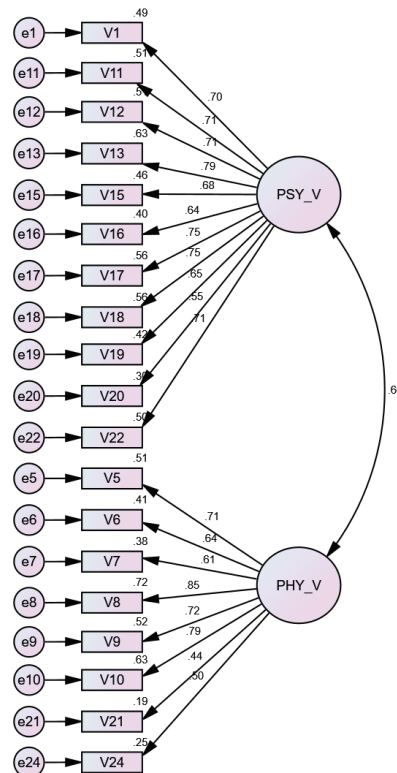 .49
e1 V1
.51
e11 V11
.70
e12 V12
.71
.71
.63
e13 V13
.79
.46
e15 V15
.68
PSY_V
.40
e16 V16
.64
.75
.56
e17 V17
.75
.65
.56
e18 V18
.55
.42
e19 V19
.71
e20 V20
.50
e22 V22
.6
.51
e5 V5
.41
e6 V6
.71
.64
.38
e7 V7
.61
PHY_V
.72
e8 V8
.85
.52
e9 V9
.72
.79
.63
e10 V10
.44
.50
.19
e21 V21
.25
e24 V24